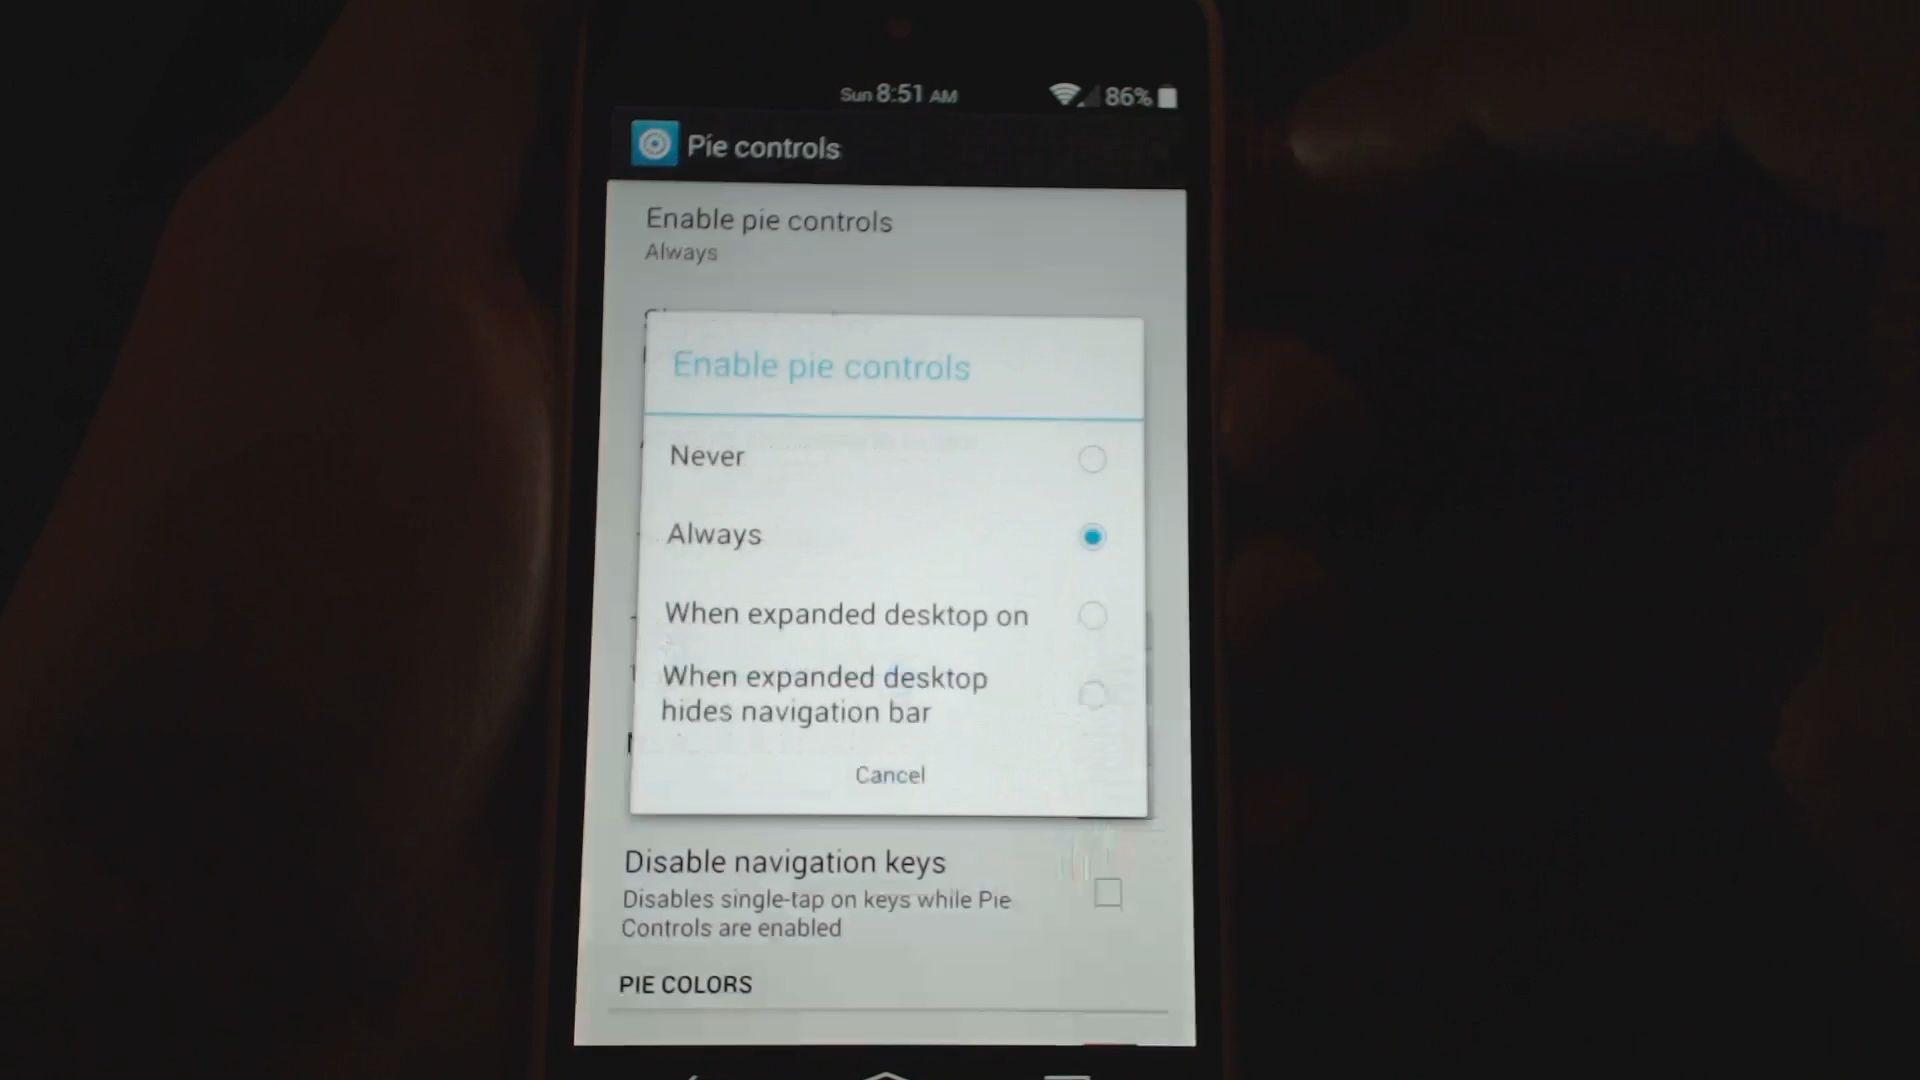 Sun 8:51 AM
86%
Pie controls
Enable pie controls
Always
Enable pie controls
Never
Always
When expanded desktop on
When expanded desktop
hides navigation bar
Cancel
Disable navigation keys
Disables single-tap on keys while Pie
Controls are enabled
PIE COLORS